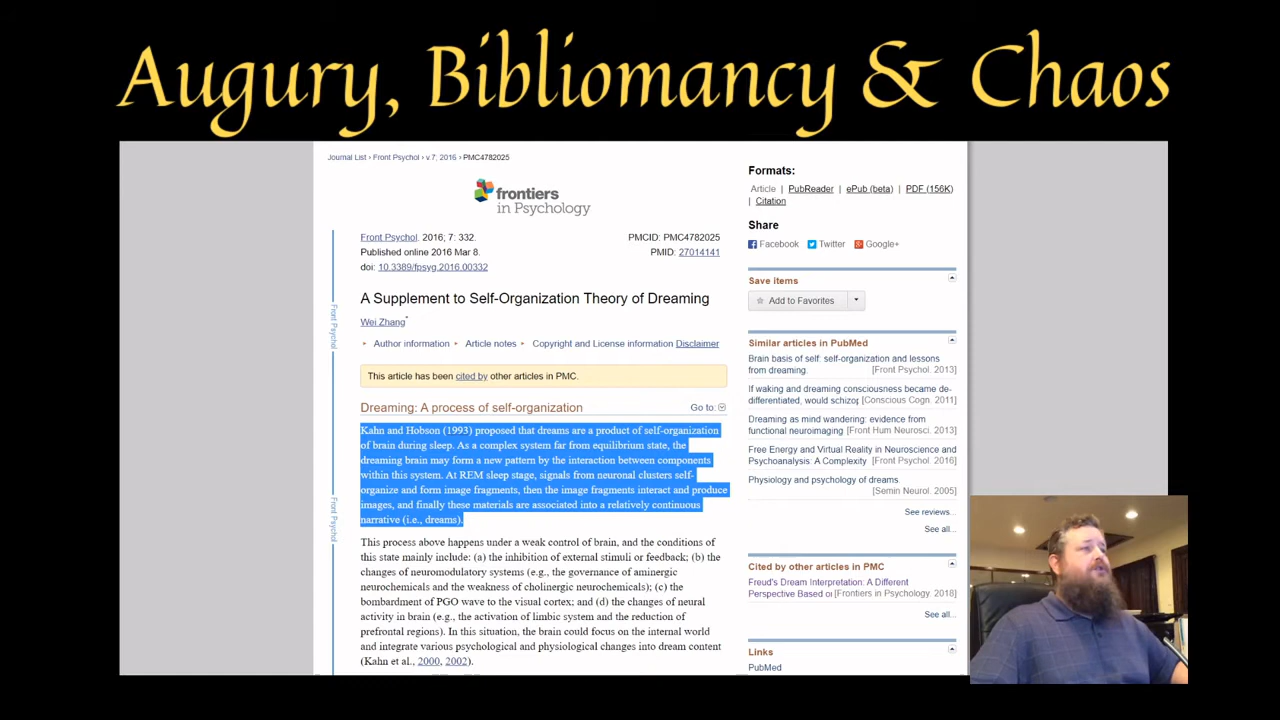 Augury, Bibliomancy & Chaos
Journal List › Front Psychol › v.7; 2016 › PMC4782025
frontiers
in Psychology
Front Psychol. 2016; 7: 332.
PMCID: PMC4782025
Published online 2016 Mar 8.
PMID: 27014141
doi: 10.3389/fpsyg.2016.00332
A Supplement to Self-Organization Theory of Dreaming
Wei Zhang*
Author information Article notes Copyright and License information Disclaimer
This article has been cited by other articles in PMC.
Dreaming: A process of self-organization
Go to:
Kahn and Hobson (1993) proposed that dreams are a product of self-organization
of brain during sleep. As a complex system far from equilibrium state, the
dreaming brain may form a new pattern by the interaction between components
within this system. At REM sleep stage, signals from neuronal clusters self-
organize and form image fragments, then the image fragments interact and produce
images, and finally these materials are associated into a relatively continuous
narrative (i.e., dreams).
This process above happens under a weak control of brain, and the conditions of
this state mainly include: (a) the inhibition of external stimuli or feedback; (b) the
changes of neuromodulatory systems (e.g., the governance of aminergic
neurochemicals and the weakness of cholinergic neurochemicals); (c) the
bombardment of PGO wave to the visual cortex; and (d) the changes of neural
activity in brain (e.g., the activation of limbic system and the reduction of
prefrontal regions). In this situation, the brain could focus on the internal world
and integrate various psychological and physiological changes into dream content
(Kahn et al., 2000, 2002).
Front Psychol
Front Psychol
Formats:
Article | PubReader | ePub (beta) | PDF (156K)
| Citation
Share
Facebook Twitter Google+
Save items
Add to Favorites
Similar articles in PubMed
Brain basis of self: self-organization and lessons
from dreaming. [Front Psychol. 2013]
If waking and dreaming consciousness became de-
differentiated, would schizop [Conscious Cogn. 2011]
Dreaming as mind wandering: evidence from
functional neuroimaging [Front Hum Neurosci. 2013]
Free Energy and Virtual Reality in Neuroscience and
Psychoanalysis: A Complexity [Front Psychol. 2016]
Physiology and psychology of dreams.
[Semin Neurol. 2005]
See reviews...
See all...
Cited by other articles in PMC
Freud's Dream Interpretation: A Different
Perspective Based o [Frontiers in Psychology. 2018]
See all...
Links
PubMed